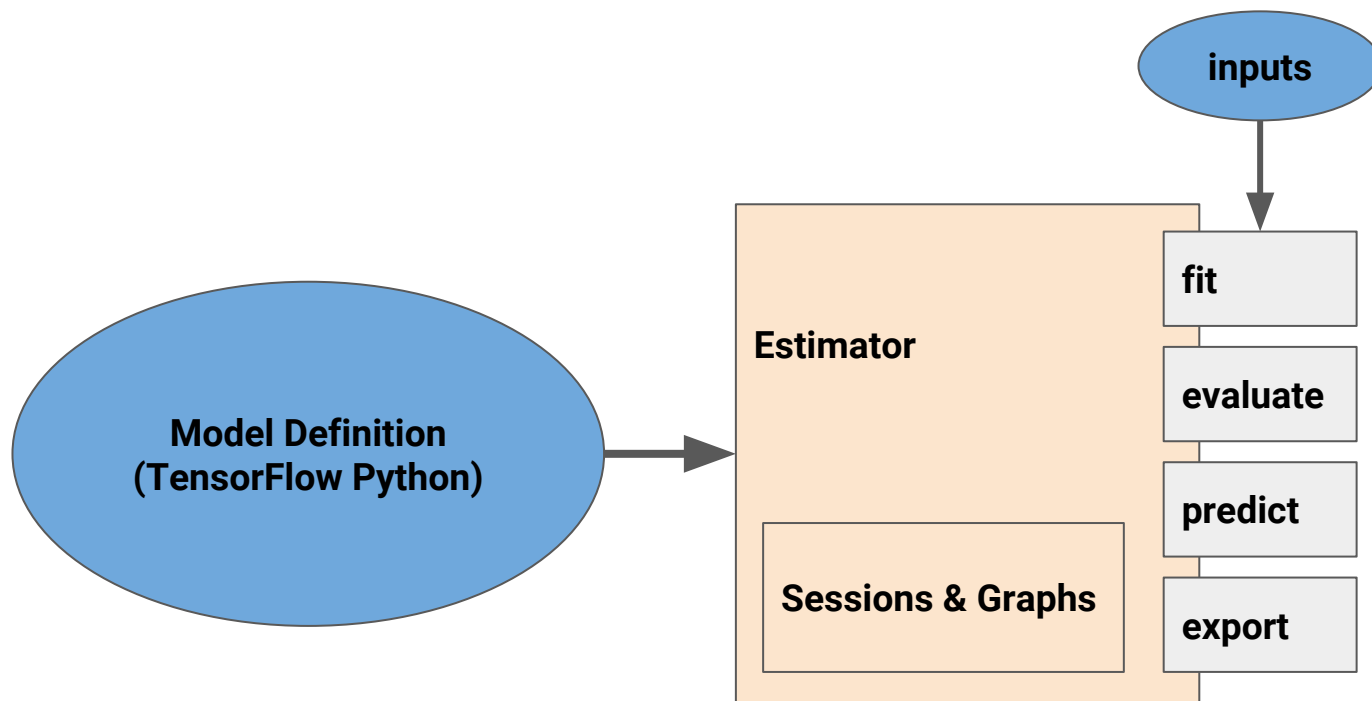 inputs
fit
Estimator
evaluate
Model Definition
(TensorFlow Python)
predict
Sessions & Graphs
export